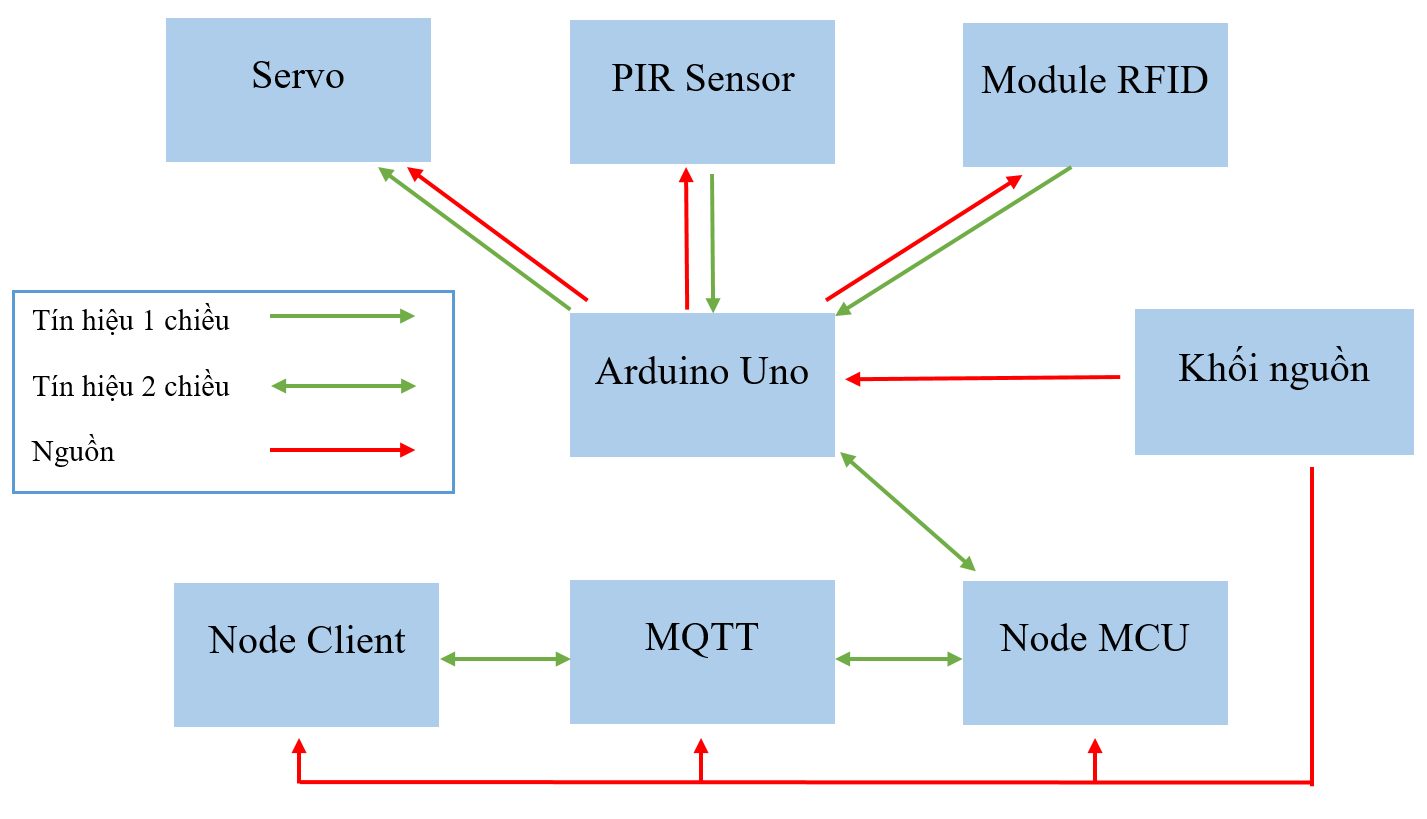 Servo
PIR Sensor
Module RFID
Tín hiệu 1 chiều
Tín hiệu 2 chiều
Nguồn
Arduino Uno
Khối nguồn
Node Client
MQTT
Node MCU